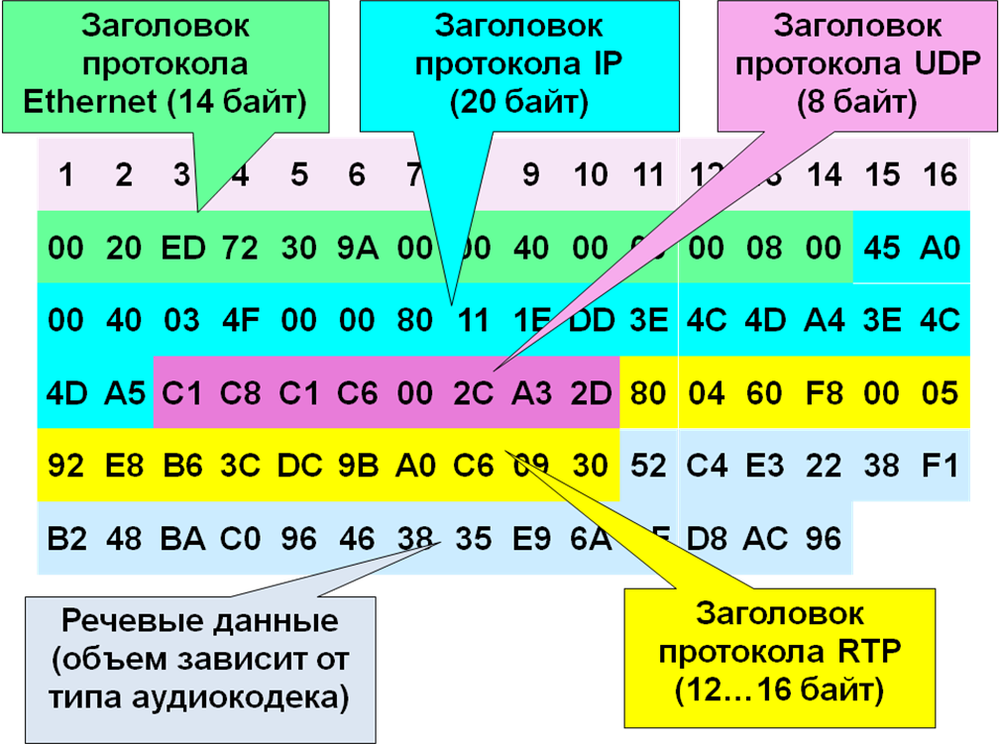 Заголовок
протокола
Ethernet (14 байт)
Заголовок
протокола IP
(20 байт)
Заголовок
протокола UDP
(8 байт)
1 2 3 4 5 6 7 9 10 11 12 13 14 15 16
00 20 ED 72 30 9A 00 00 40 00 00 08 00 45 A0
00 40 03 4F 00 00 80 11 1E DD 3E 4C 4D A4 3E 4C
4D A5 C1 C8 C1 C6 00 2C A3 2D 80 04 60 F8 00 05
92 E8 B6 3C DC 9B A0 C6 09 30 52 C4 E3 22 38 F1
B2 48 BA C0 96 46 38 35 E9 6A D8 AC 96
Речевые данные
(объем зависит от
типа аудиокодека)
Заголовок
протокола RTP
(12...16 байт)